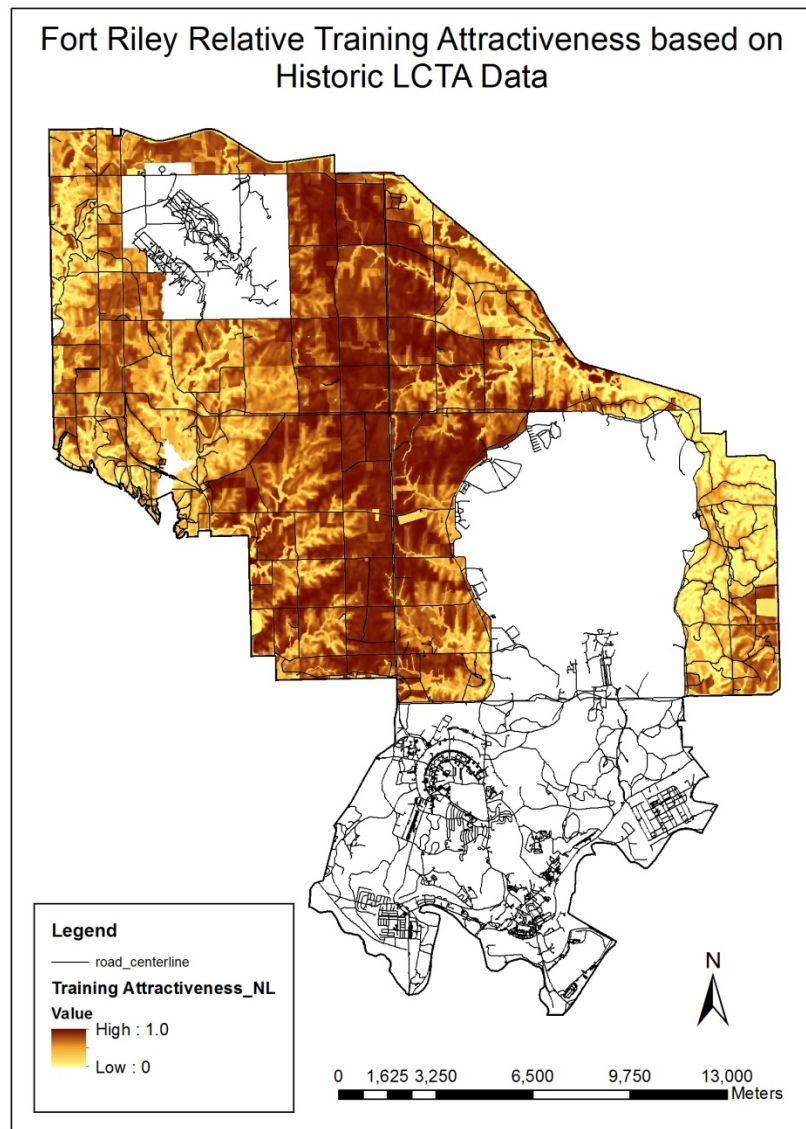 Fort Riley Relative Training Attractiveness based on
Historic LCTA Data
Legend
road_centerline
Training Attractiveness_NL
Value
High : 1.0
Low : 0
N
0 1,625 3,250 6,500 9,750 13,000
Meters